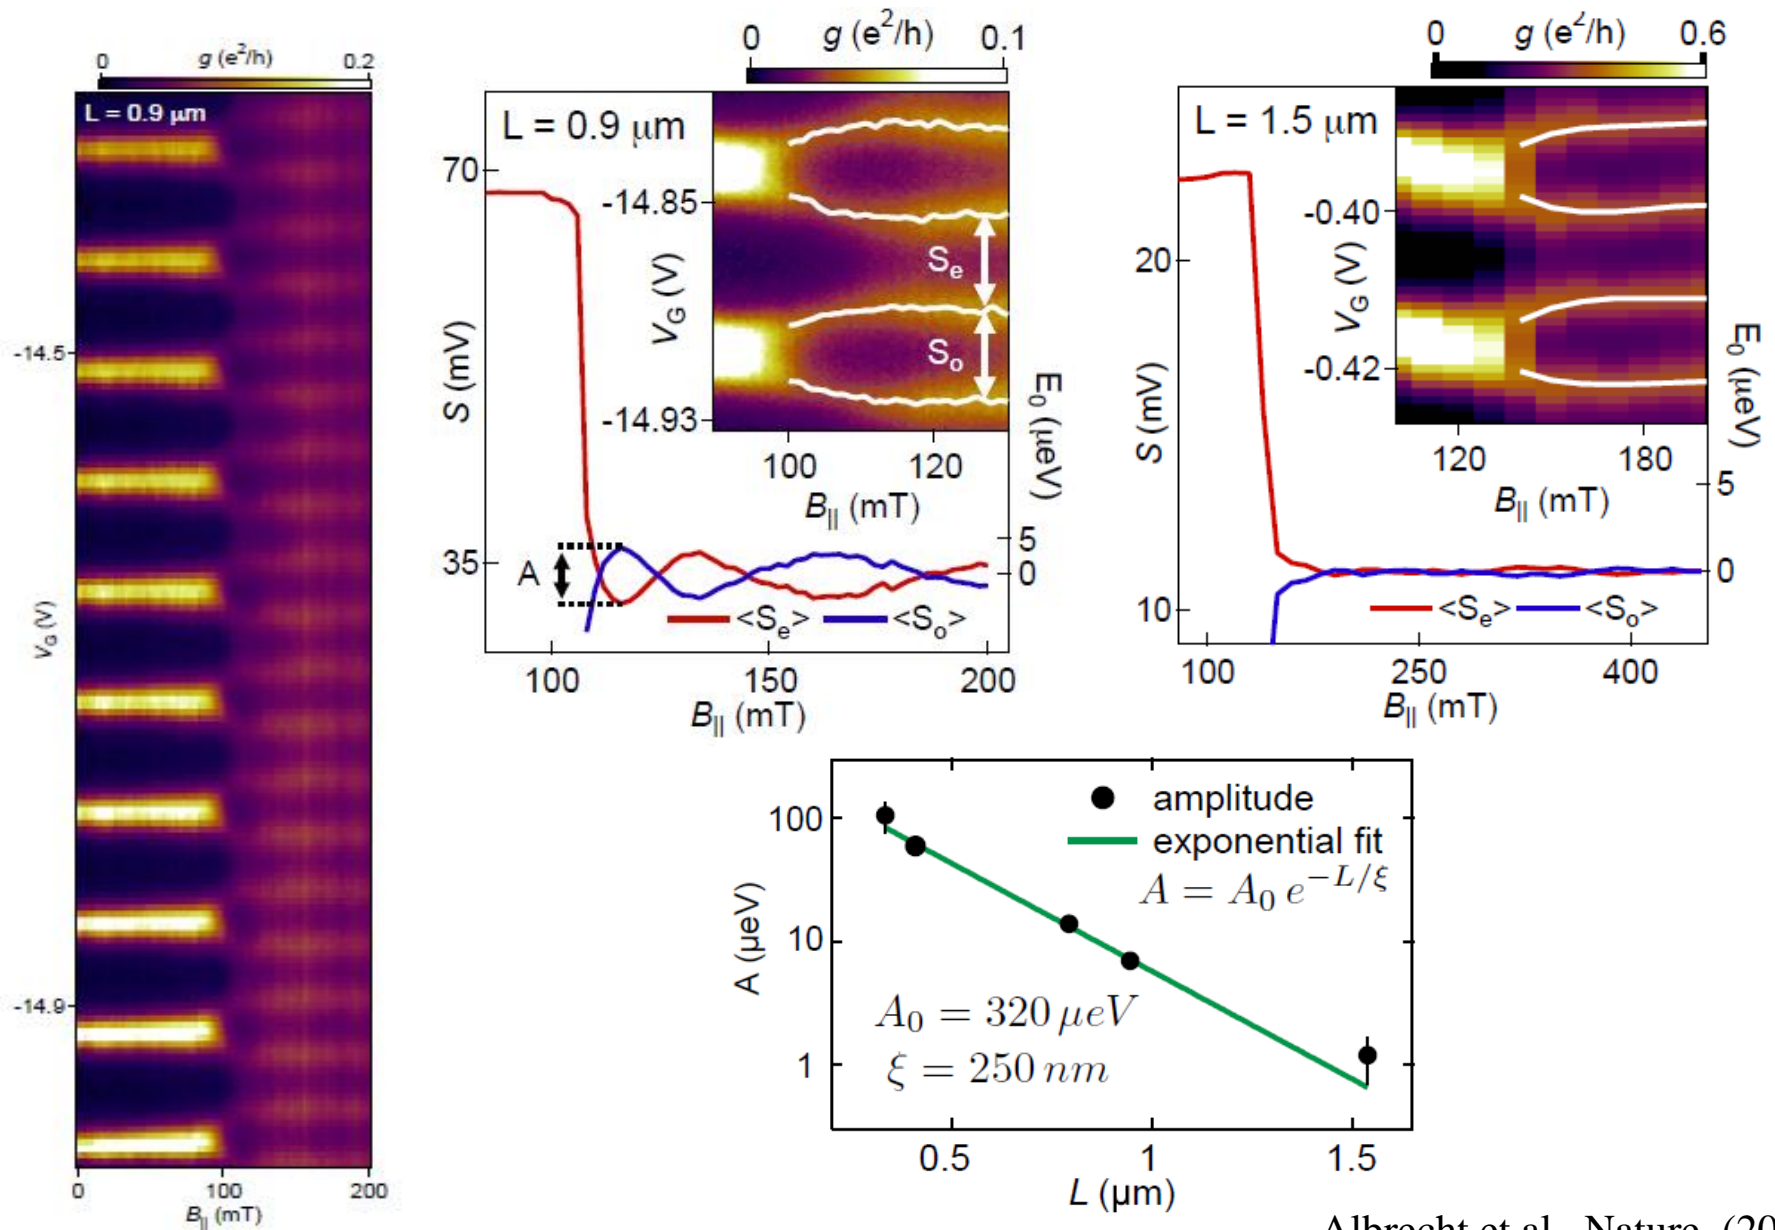 0 g (e²/h) 0.2
L = 0.9 μm
-14.5
-14.9
V_G (V)
0 100 200
B_|| (mT)
0 g (e²/h) 0.1
L = 0.9 μm
70
35
S (mV)
-14.85
-14.93
V_G (V)
S_e
S_o
100 120
B_|| (mT)
E_0 (μeV)
5
0
A
<S_e> <S_o>
100 150 200
B_|| (mT)
0 g (e²/h) 0.6
L = 1.5 μm
20
10
S (mV)
-0.40
-0.42
V_G (V)
120 180
B_|| (mT)
E_0 (μeV)
5
0
<S_e> <S_o>
100 250 400
B_|| (mT)
100
10
1
A (μeV)
amplitude
exponential fit
A = A_0 e^{-L/ξ}
A_0 = 320 μeV
ξ = 250 nm
0.5 1 1.5
L (μm)
Albrecht et al., Nature, (20